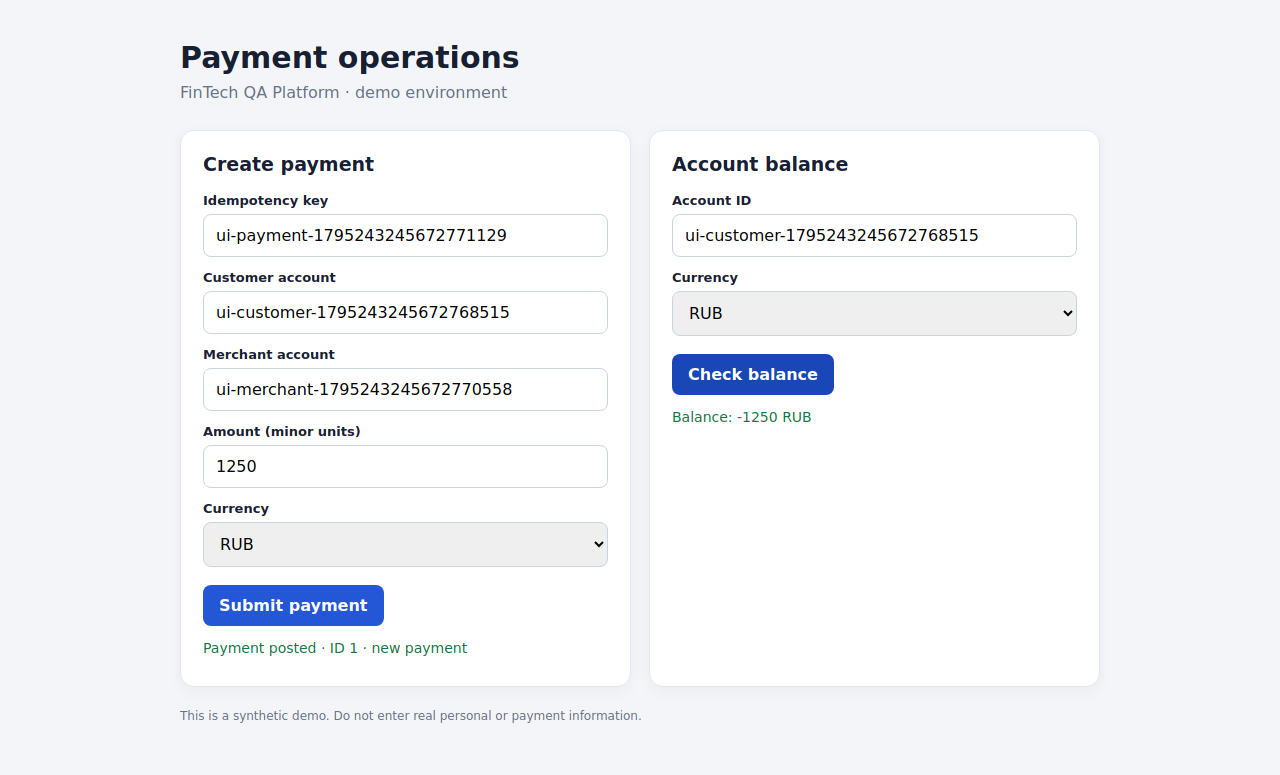 Payment operations
FinTech QA Platform · demo environment
Create payment
Idempotency key
ui-payment-1795243245672771129
Customer account
ui-customer-1795243245672768515
Merchant account
ui-merchant-1795243245672770558
Amount (minor units)
1250
Currency
RUB
Submit payment
Payment posted · ID 1 · new payment
Account balance
Account ID
ui-customer-1795243245672768515
Currency
RUB
Check balance
Balance: -1250 RUB
This is a synthetic demo. Do not enter real personal or payment information.